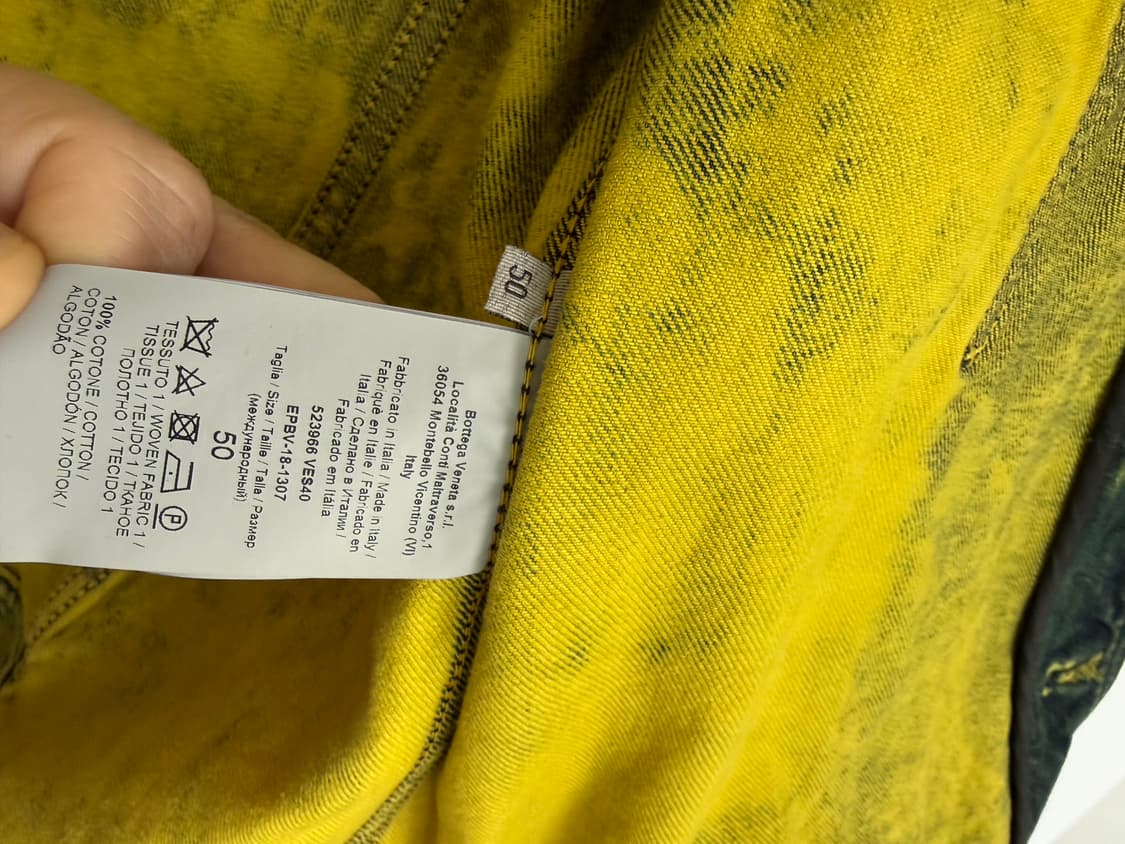 50
Bottega Veneta s.r.l.
Località Conti Maltraverso,1
36054 Montebello Vicentino (VI)
Italy
Fabbricato in Italia / Made in Italy /
Fabriqué en Italie / Fabricado en
Italia / Сделано в Италии /
Fabricado em Itália
523966 VES40
EPBV-18-1307
Taglia / Size / Taille / Talla / Размер
(международный)
50
P
TESSUTO 1 / WOVEN FABRIC 1 /
TISSUE 1 / TEJIDO 1 / ТКАНОЕ
ПОЛОТНО 1 / TECIDO 1
100% COTONE / COTTON /
COTON / ALGODÓN / ХЛОПОК /
ALGODÃO